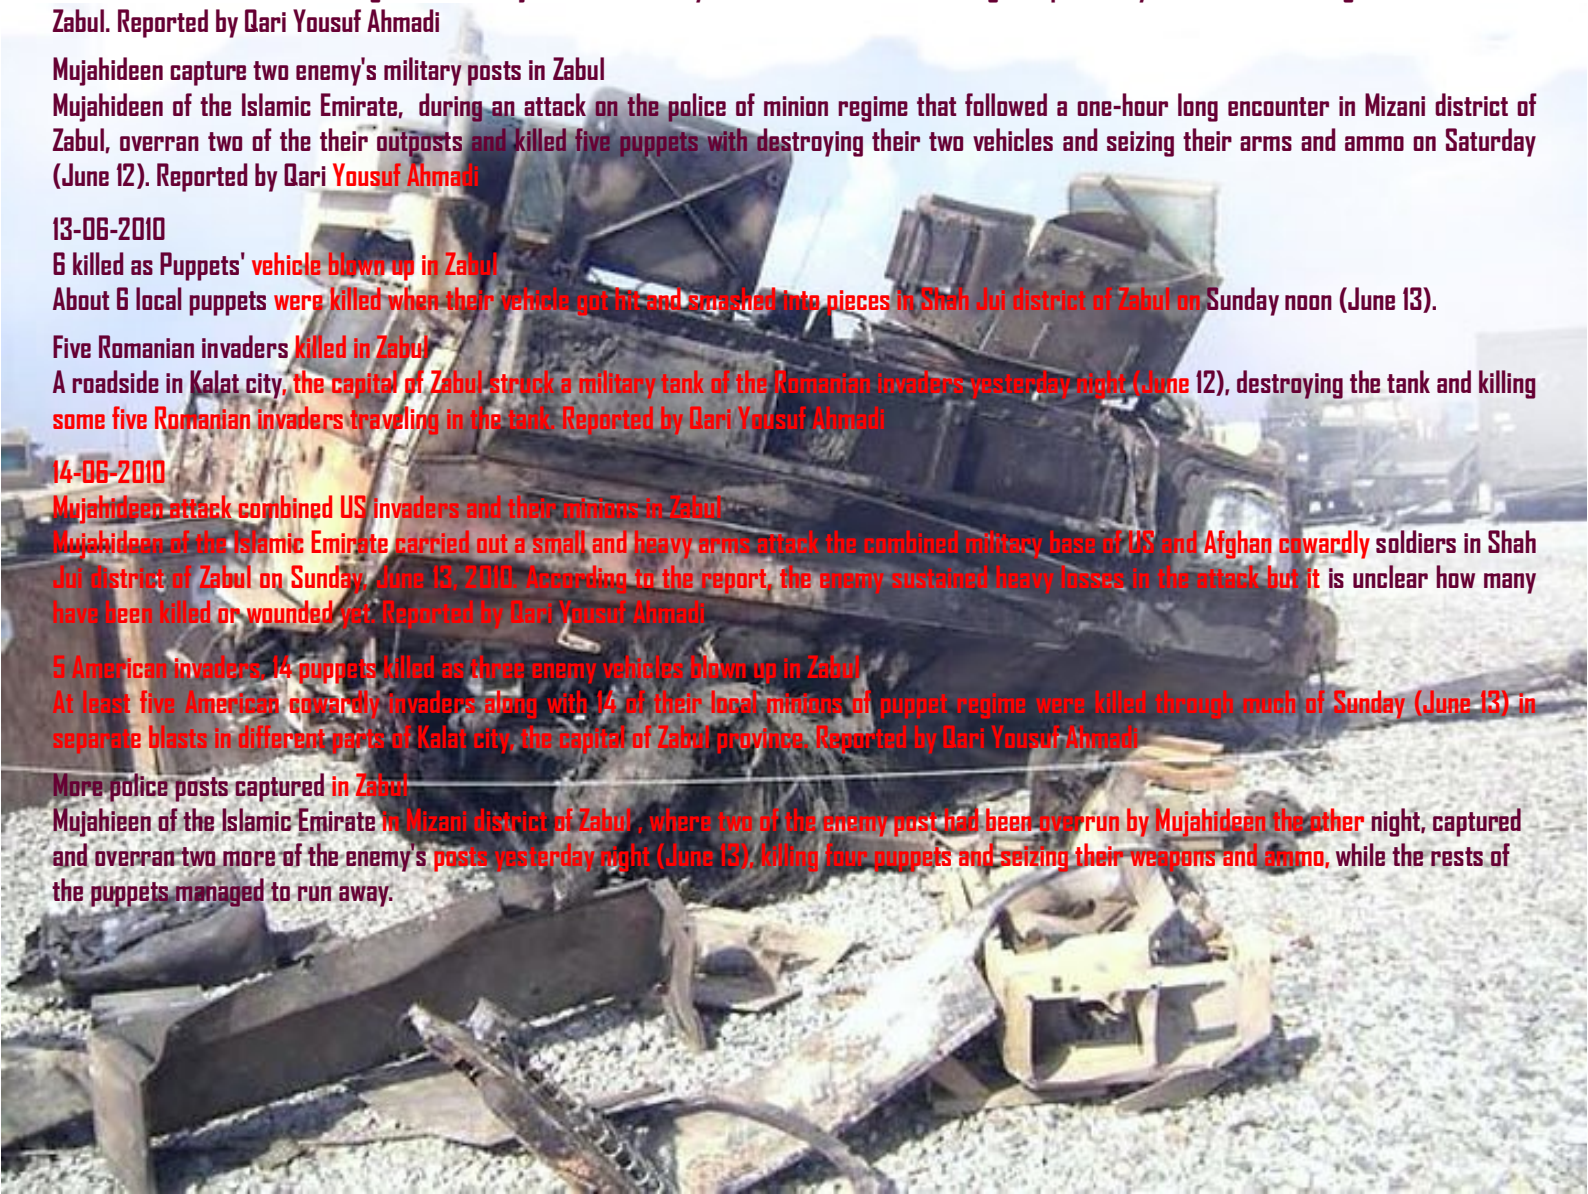 Zabul. Reported by Qari Yousuf Ahmadi
Mujahideen capture two enemy's military posts in Zabul
Mujahideen of the Islamic Emirate, during an attack on the police of minion regime that followed a one-hour long encounter in Mizani district of
Zabul, overran two of the their outposts and killed five puppets with destroying their two vehicles and seizing their arms and ammo on Saturday
(June 12). Reported by Qari Yousuf Ahmadi
13-06-2010
6 killed as Puppets' vehicle blown up in Zabul
About 6 local puppets were killed when their vehicle got hit and smashed into pieces in Shah Jui district of Zabul on Sunday noon (June 13).
Five Romanian invaders killed in Zabul
A roadside in Kalat city, the capital of Zabul struck a military tank of the Romanian invaders yesterday night (June 12), destroying the tank and killing
some five Romanian invaders traveling in the tank. Reported by Qari Yousuf Ahmadi
14-06-2010
Mujahideen attack combined US invaders and their minions in Zabul
Mujahideen of the Islamic Emirate carried out a small and heavy arms attack the combined military base of US and Afghan cowardly soldiers in Shah
Jui district of Zabul on Sunday, June 13, 2010. According to the report, the enemy sustained heavy losses in the attack but it is unclear how many
have been killed or wounded yet. Reported by Qari Yousuf Ahmadi
5 American invaders, 14 puppets killed as three enemy vehicles blown up in Zabul
At least five American cowardly invaders along with 14 of their local minions of puppet regime were killed through much of Sunday (June 13) in
separate blasts in different parts of Kalat city, the capital of Zabul province. Reported by Qari Yousuf Ahmadi
More police posts captured in Zabul
Mujahieen of the Islamic Emirate in Mizani district of Zabul , where two of the enemy post had been overrun by Mujahideen the other night, captured
and overran two more of the enemy's posts yesterday night (June 13), killing four puppets and seizing their weapons and ammo, while the rests of
the puppets managed to run away.